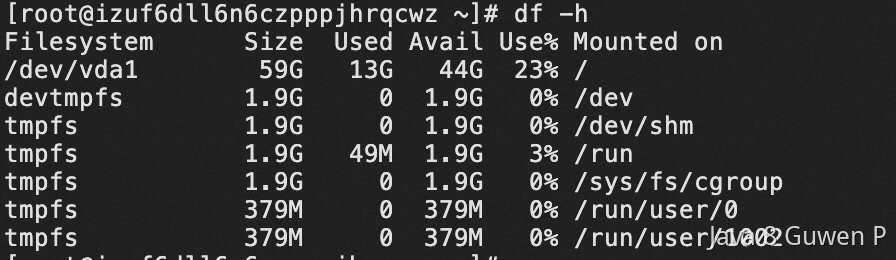 [root@izuf6dll6n6czpppjhrqcwz ~]# df -h
Filesystem      Size  Used Avail Use% Mounted on
/dev/vda1        59G   13G   44G  23% /
devtmpfs        1.9G     0  1.9G   0% /dev
tmpfs           1.9G     0  1.9G   0% /dev/shm
tmpfs           1.9G   49M  1.9G   3% /run
tmpfs           1.9G     0  1.9G   0% /sys/fs/cgroup
tmpfs           379M     0  379M   0% /run/user/0
tmpfs           379M     0  379M   0% /run/user/1002
Guwen P